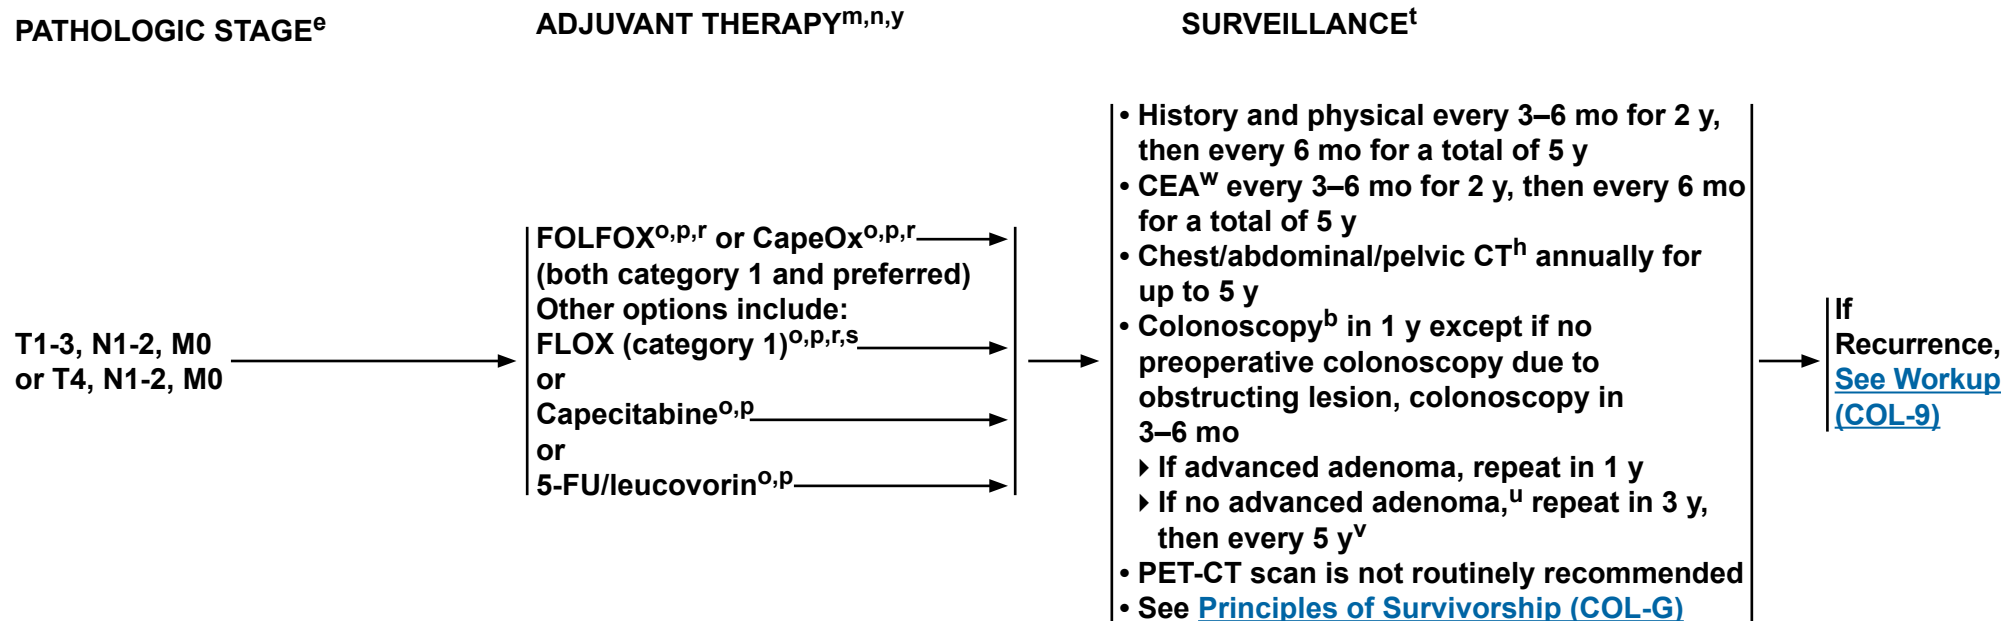 PATHOLOGIC STAGEᵉ
ADJUVANT THERAPYᵐ,ⁿ,ʸ
SURVEILLANCEᵗ
T1-3, N1-2, M0
or T4, N1-2, M0
FOLFOXᵒ,ᵖ,ʳ or CapeOxᵒ,ᵖ,ʳ
(both category 1 and preferred)
Other options include:
FLOX (category 1)ᵒ,ᵖ,ʳ,ˢ
or
Capecitabineᵒ,ᵖ
or
5-FU/leucovorinᵒ,ᵖ
• History and physical every 3–6 mo for 2 y,
then every 6 mo for a total of 5 y
• CEAʷ every 3–6 mo for 2 y, then every 6 mo
for a total of 5 y
• Chest/abdominal/pelvic CTʰ annually for
up to 5 y
• Colonoscopyᵇ in 1 y except if no
preoperative colonoscopy due to
obstructing lesion, colonoscopy in
3–6 mo
▸ If advanced adenoma, repeat in 1 y
▸ If no advanced adenoma,ᵘ repeat in 3 y,
then every 5 yᵛ
• PET-CT scan is not routinely recommended
• See Principles of Survivorship (COL-G)
If
Recurrence,
See Workup
(COL-9)